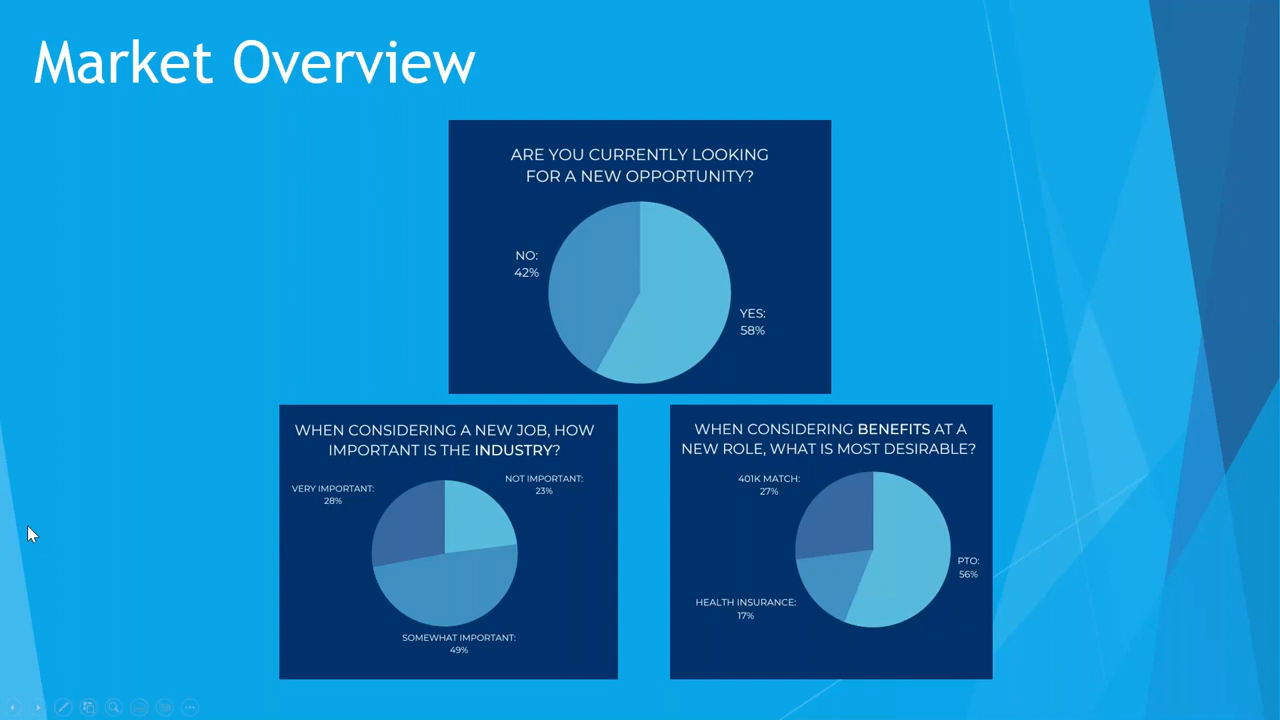 Market Overview
ARE YOU CURRENTLY LOOKING
FOR A NEW OPPORTUNITY?
NO:
42%
YES:
58%
WHEN CONSIDERING A NEW JOB, HOW
IMPORTANT IS THE INDUSTRY?
VERY IMPORTANT:
28%
NOT IMPORTANT:
23%
SOMEWHAT IMPORTANT:
49%
WHEN CONSIDERING BENEFITS AT A
NEW ROLE, WHAT IS MOST DESIRABLE?
401K MATCH:
27%
PTO:
56%
HEALTH INSURANCE:
17%